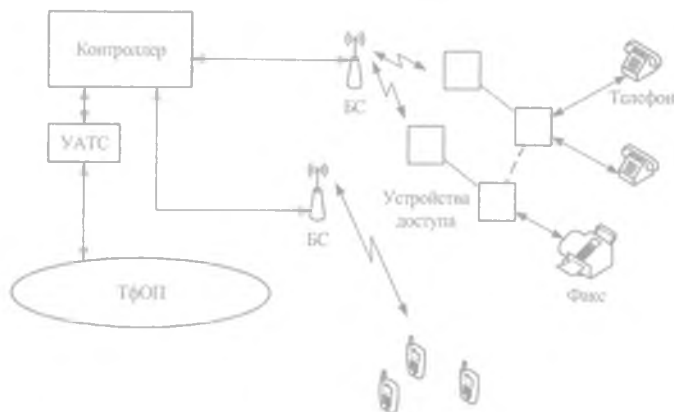 Контроллер
БС
Телефон
УАТС
Устройства
доступа
БС
ТфОП
Факс